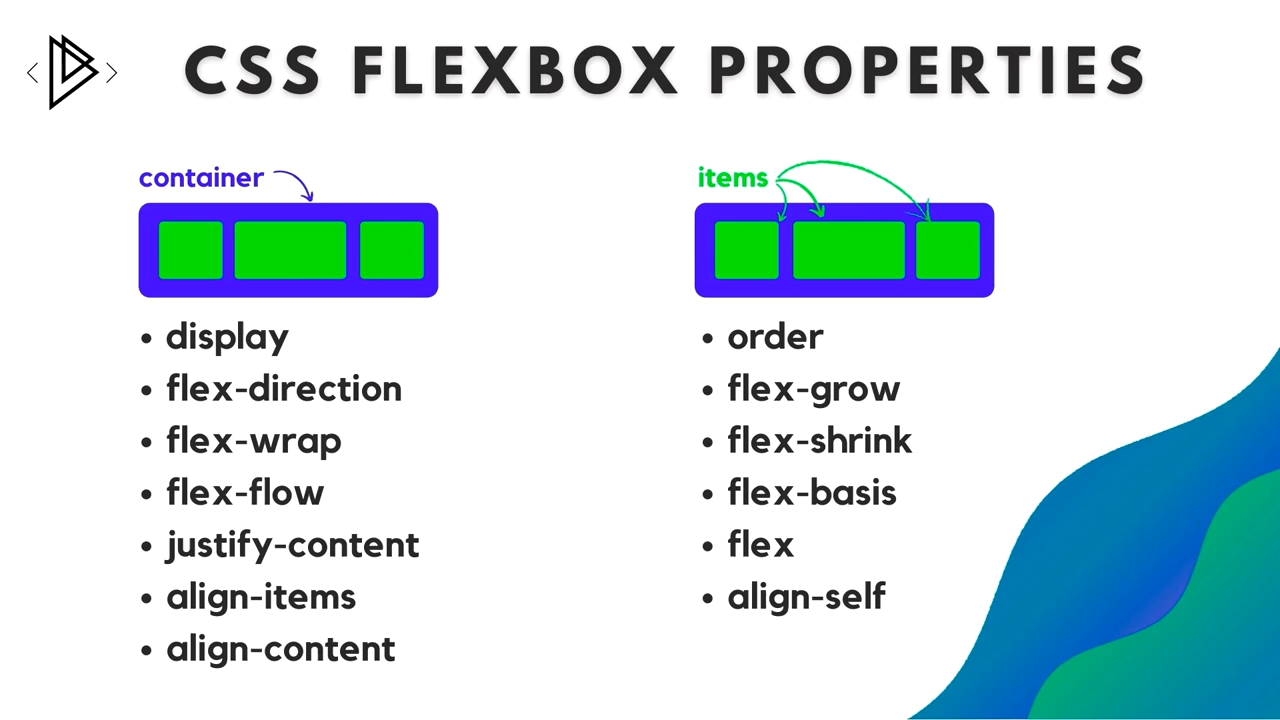 CSS FLEXBOX PROPERTIES
container
• display
• flex-direction
• flex-wrap
• flex-flow
• justify-content
• align-items
• align-content
items
• order
• flex-grow
• flex-shrink
• flex-basis
• flex
• align-self